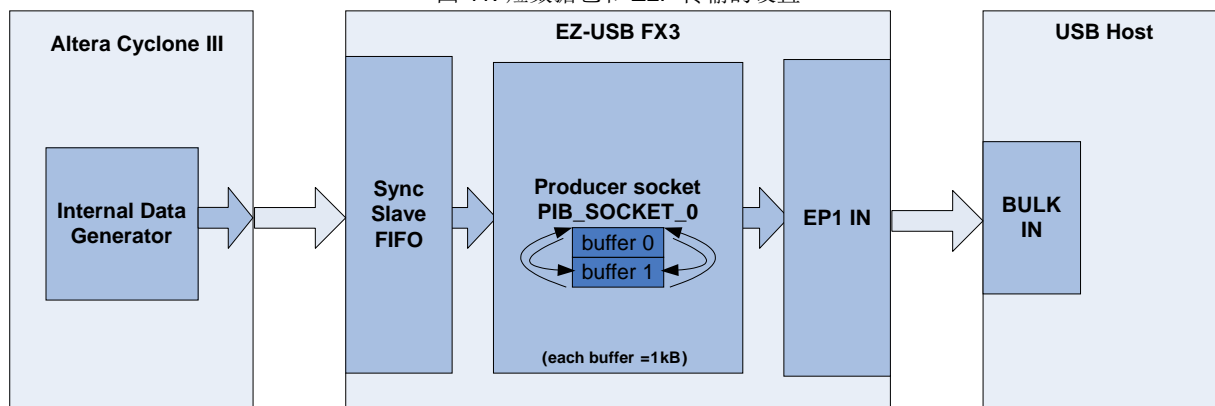 Altera Cyclone III
EZ-USB FX3
USB Host
Internal Data
Generator
Sync
Slave
FIFO
Producer socket
PIB_SOCKET_0
buffer 0
buffer 1
(each buffer =1kB)
EP1 IN
BULK
IN